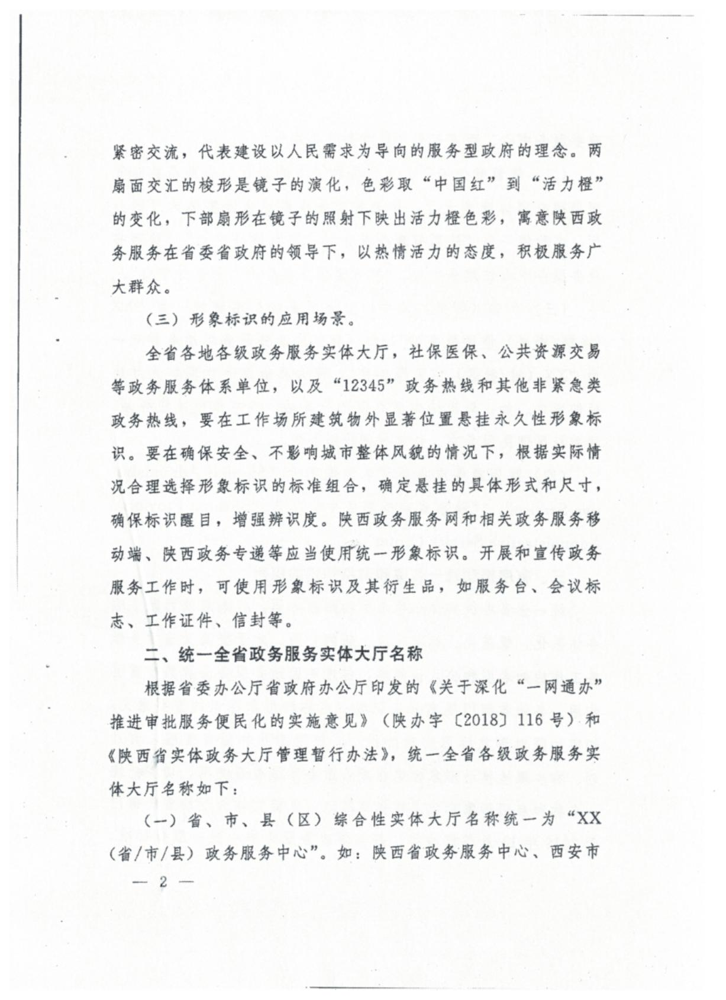 紧密交流，代表建设以人民需求为导向的服务型政府的理念。两
扇面交汇的梭形是镜子的演化，色彩取“中国红”到“活力橙”
的变化，下部扇形在镜子的照射下映出活力橙色彩，寓意陕西政
务服务在省委省政府的领导下，以热情活力的态度，积极服务广
大群众。
（三）形象标识的应用场景。
全省各地各级政务服务实体大厅，社保医保、公共资源交易
等政务服务体系单位，以及“12345”政务热线和其他非紧急类
政务热线，要在工作场所建筑物外显著位置悬挂永久性形象标
识。要在确保安全、不影响城市整体风貌的情况下，根据实际情
况合理选择形象标识的标准组合，确定悬挂的具体形式和尺寸，
确保标识醒目，增强辨识度。陕西政务服务网和相关政务服务移
动端、陕西政务专递等应当使用统一形象标识。开展和宣传政务
服务工作时，可使用形象标识及其衍生品，如服务台、会议标
志、工作证件、信封等。
二、统一全省政务服务实体大厅名称
根据省委办公厅省政府办公厅印发的《关于深化“一网通办”
推进审批服务便民化的实施意见》（陕办字〔2018〕116号）和
《陕西省实体政务大厅管理暂行办法》，统一全省各级政务服务实
体大厅名称如下：
（一）省、市、县（区）综合性实体大厅名称统一为“XX
（省/市/县）政务服务中心”。如：陕西省政务服务中心、西安市
— 2 —